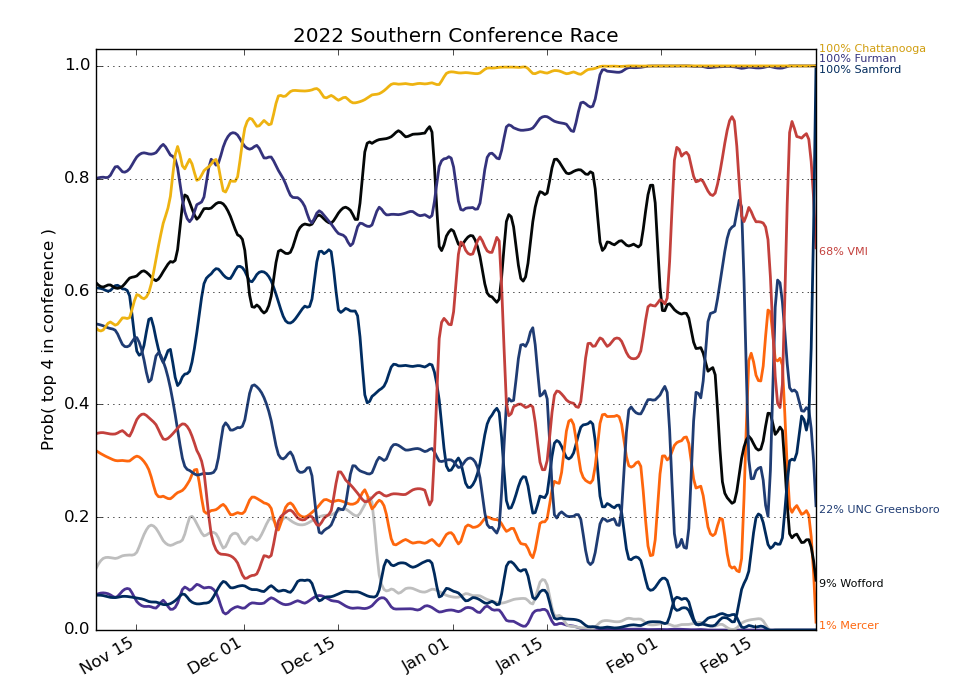 2022 Southern Conference Race
Prob( top 4 in conference )
1.0
0.8
0.6
0.4
0.2
0.0
Nov 15
Dec 01
Dec 15
Jan 01
Jan 15
Feb 01
Feb 15
100% Chattanooga
100% Furman
100% Samford
68% VMI
22% UNC Greensboro
9% Wofford
1% Mercer